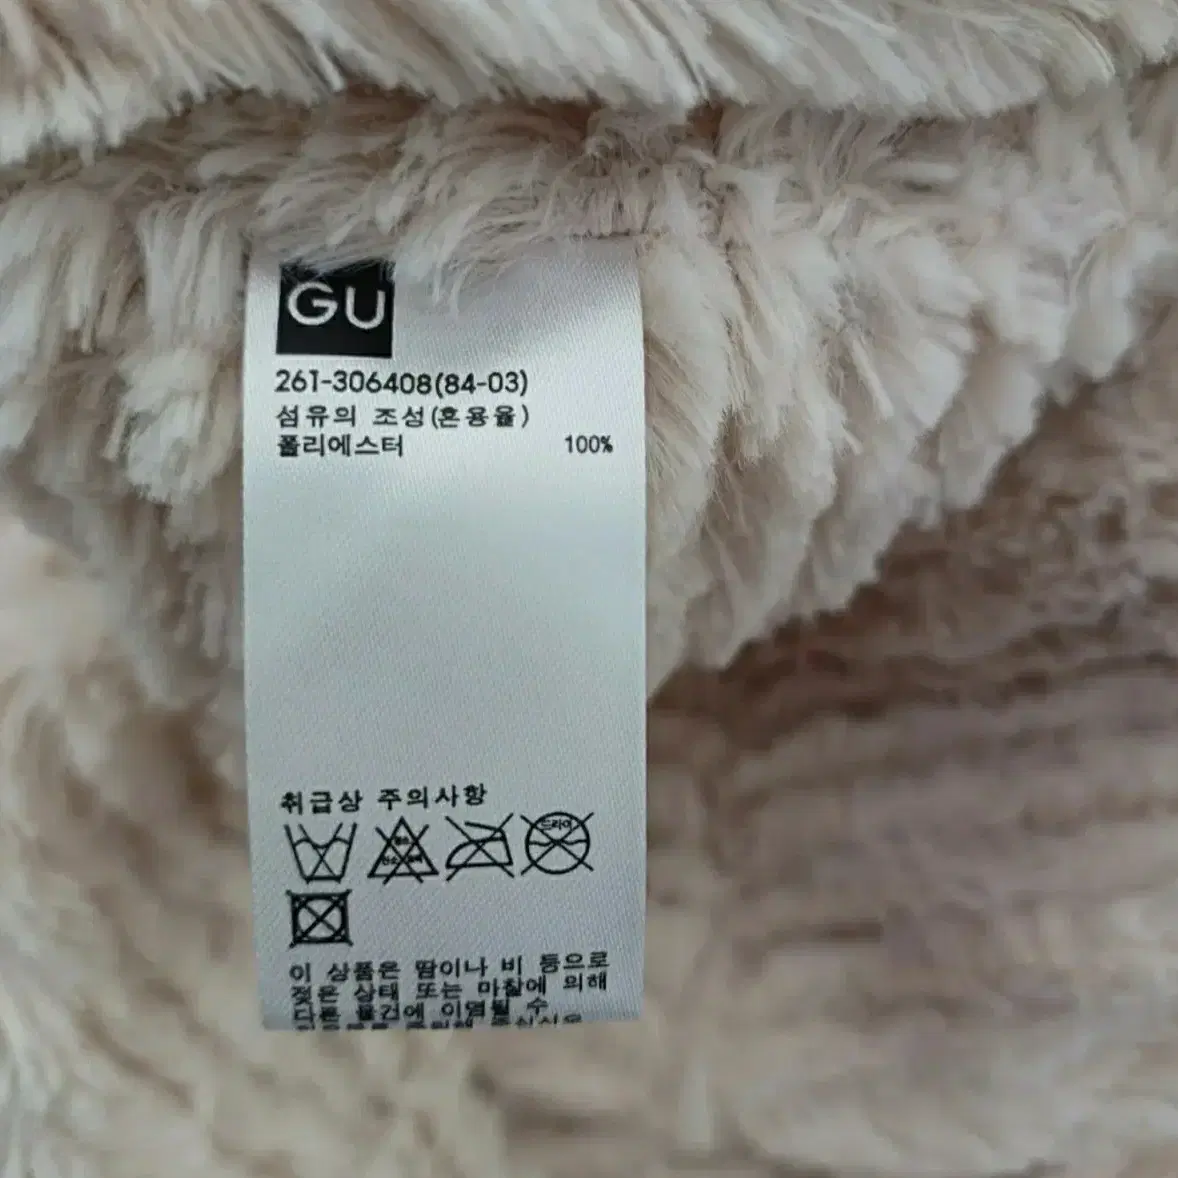 GU
261-306408(84-03)
섬유의 조성(혼용율)
폴리에스터 100%
취급상 주의사항
드라이
이 상품은 땀이나 비 등으로
젖은 상태 또는 마찰에 의해
다른 물건에 이염될 수